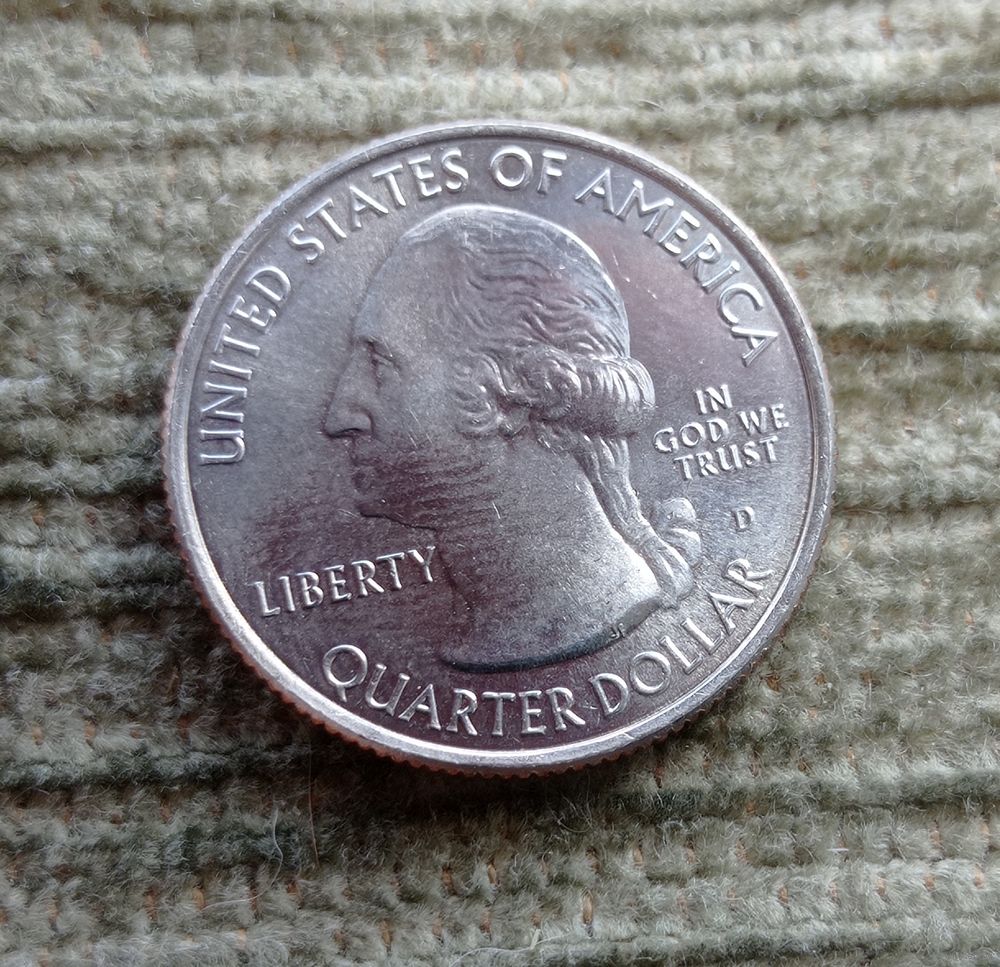 UNITED STATES OF AMERICA
LIBERTY
IN
GOD WE
TRUST
D
QUARTER DOLLAR